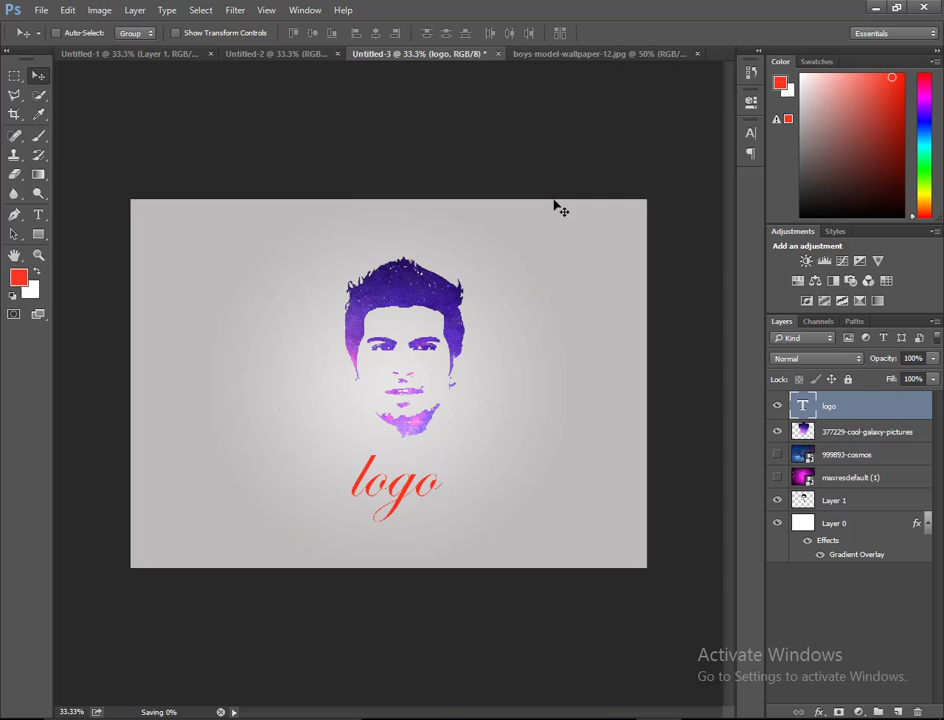 Ps File Edit Image Layer Type Select Filter View Window Help
Auto-Select: Group Show Transform Controls Essentials
Untitled-1 @ 33.3% (Layer 1, RGB/... × Untitled-2 @ 33.3% (RGB... × Untitled-3 @ 33.3% (logo, RGB/8) * × boys-model-wallpaper-12.jpg @ 50% (RGB/... ×
Color Swatches
Adjustments Styles
Add an adjustment
Layers Channels Paths
Kind
Normal Opacity: 100%
Lock: Fill: 100%
logo
377229-cool-galaxy-pictures
999893-cosmos
maxresdefault (1)
Layer 1
Layer 0 fx
Effects
Gradient Overlay
logo
Activate Windows
Go to Settings to activate Windows.
33.33% Saving 0%